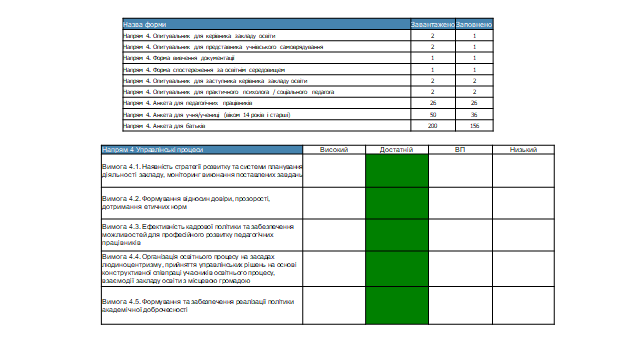 Назва форми Завантажено Заповнено
Напрям 4. Опитувальник для керівника закладу освіти 2 1
Напрям 4. Опитувальник для представника учнівського самоврядування 2 1
Напрям 4. Форма вивчення документації 1 1
Напрям 4. Форма спостереження за освітнім середовищем 1 1
Напрям 4. Опитувальник для заступника керівника закладу освіти 2 2
Напрям 4. Опитувальник для практичного психолога / соціального педагога 2 2
Напрям 4. Анкета для педагогічних працівників 26 26
Напрям 4. Анкета для учня/учениці (віком 14 років і старші) 50 36
Напрям 4. Анкета для батьків 200 156
Напрям 4 Управлінські процеси Високий Достатній ВП Низький
Вимога 4.1. Наявність стратегії розвитку та системи планування
діяльності закладу, моніторинг виконання поставлених завдань
Вимога 4.2. Формування відносин довіри, прозорості,
дотримання етичних норм
Вимога 4.3. Ефективність кадрової політики та забезпечення
можливостей для професійного розвитку педагогічних
працівників
Вимога 4.4. Організація освітнього процесу на засадах
людиноцентризму, прийняття управлінських рішень на основі
конструктивної співпраці учасників освітнього процесу,
взаємодії закладу освіти з місцевою громадою
Вимога 4.5. Формування та забезпечення реалізації політики
академічної доброчесності